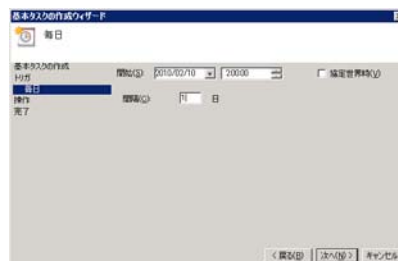 基本タスクの作成ウィザード
毎日
基本タスクの作成
トリガ
毎日
操作
完了
開始(S) 2010/02/10 20000 協定世界時(V)
間隔(C) 1 日
< 戻る(B) 次へ(N) > キャンセル